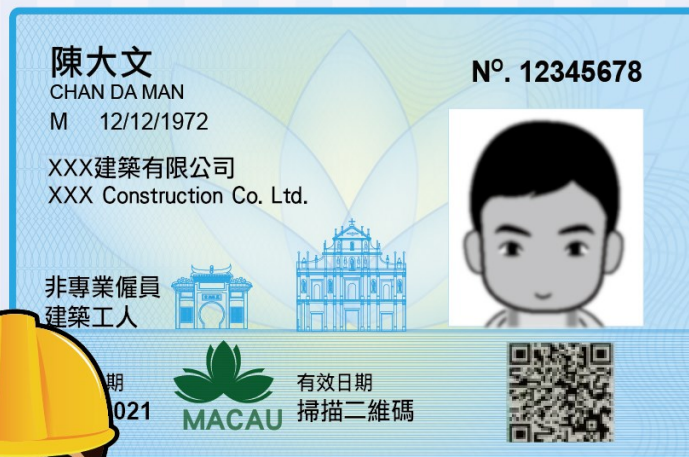 陳大文
CHAN DA MAN
M 12/12/1972
Nº. 12345678
XXX建築有限公司
XXX Construction Co. Ltd.
非專業僱員
建築工人
期
021
MACAU
有效日期
掃描二維碼